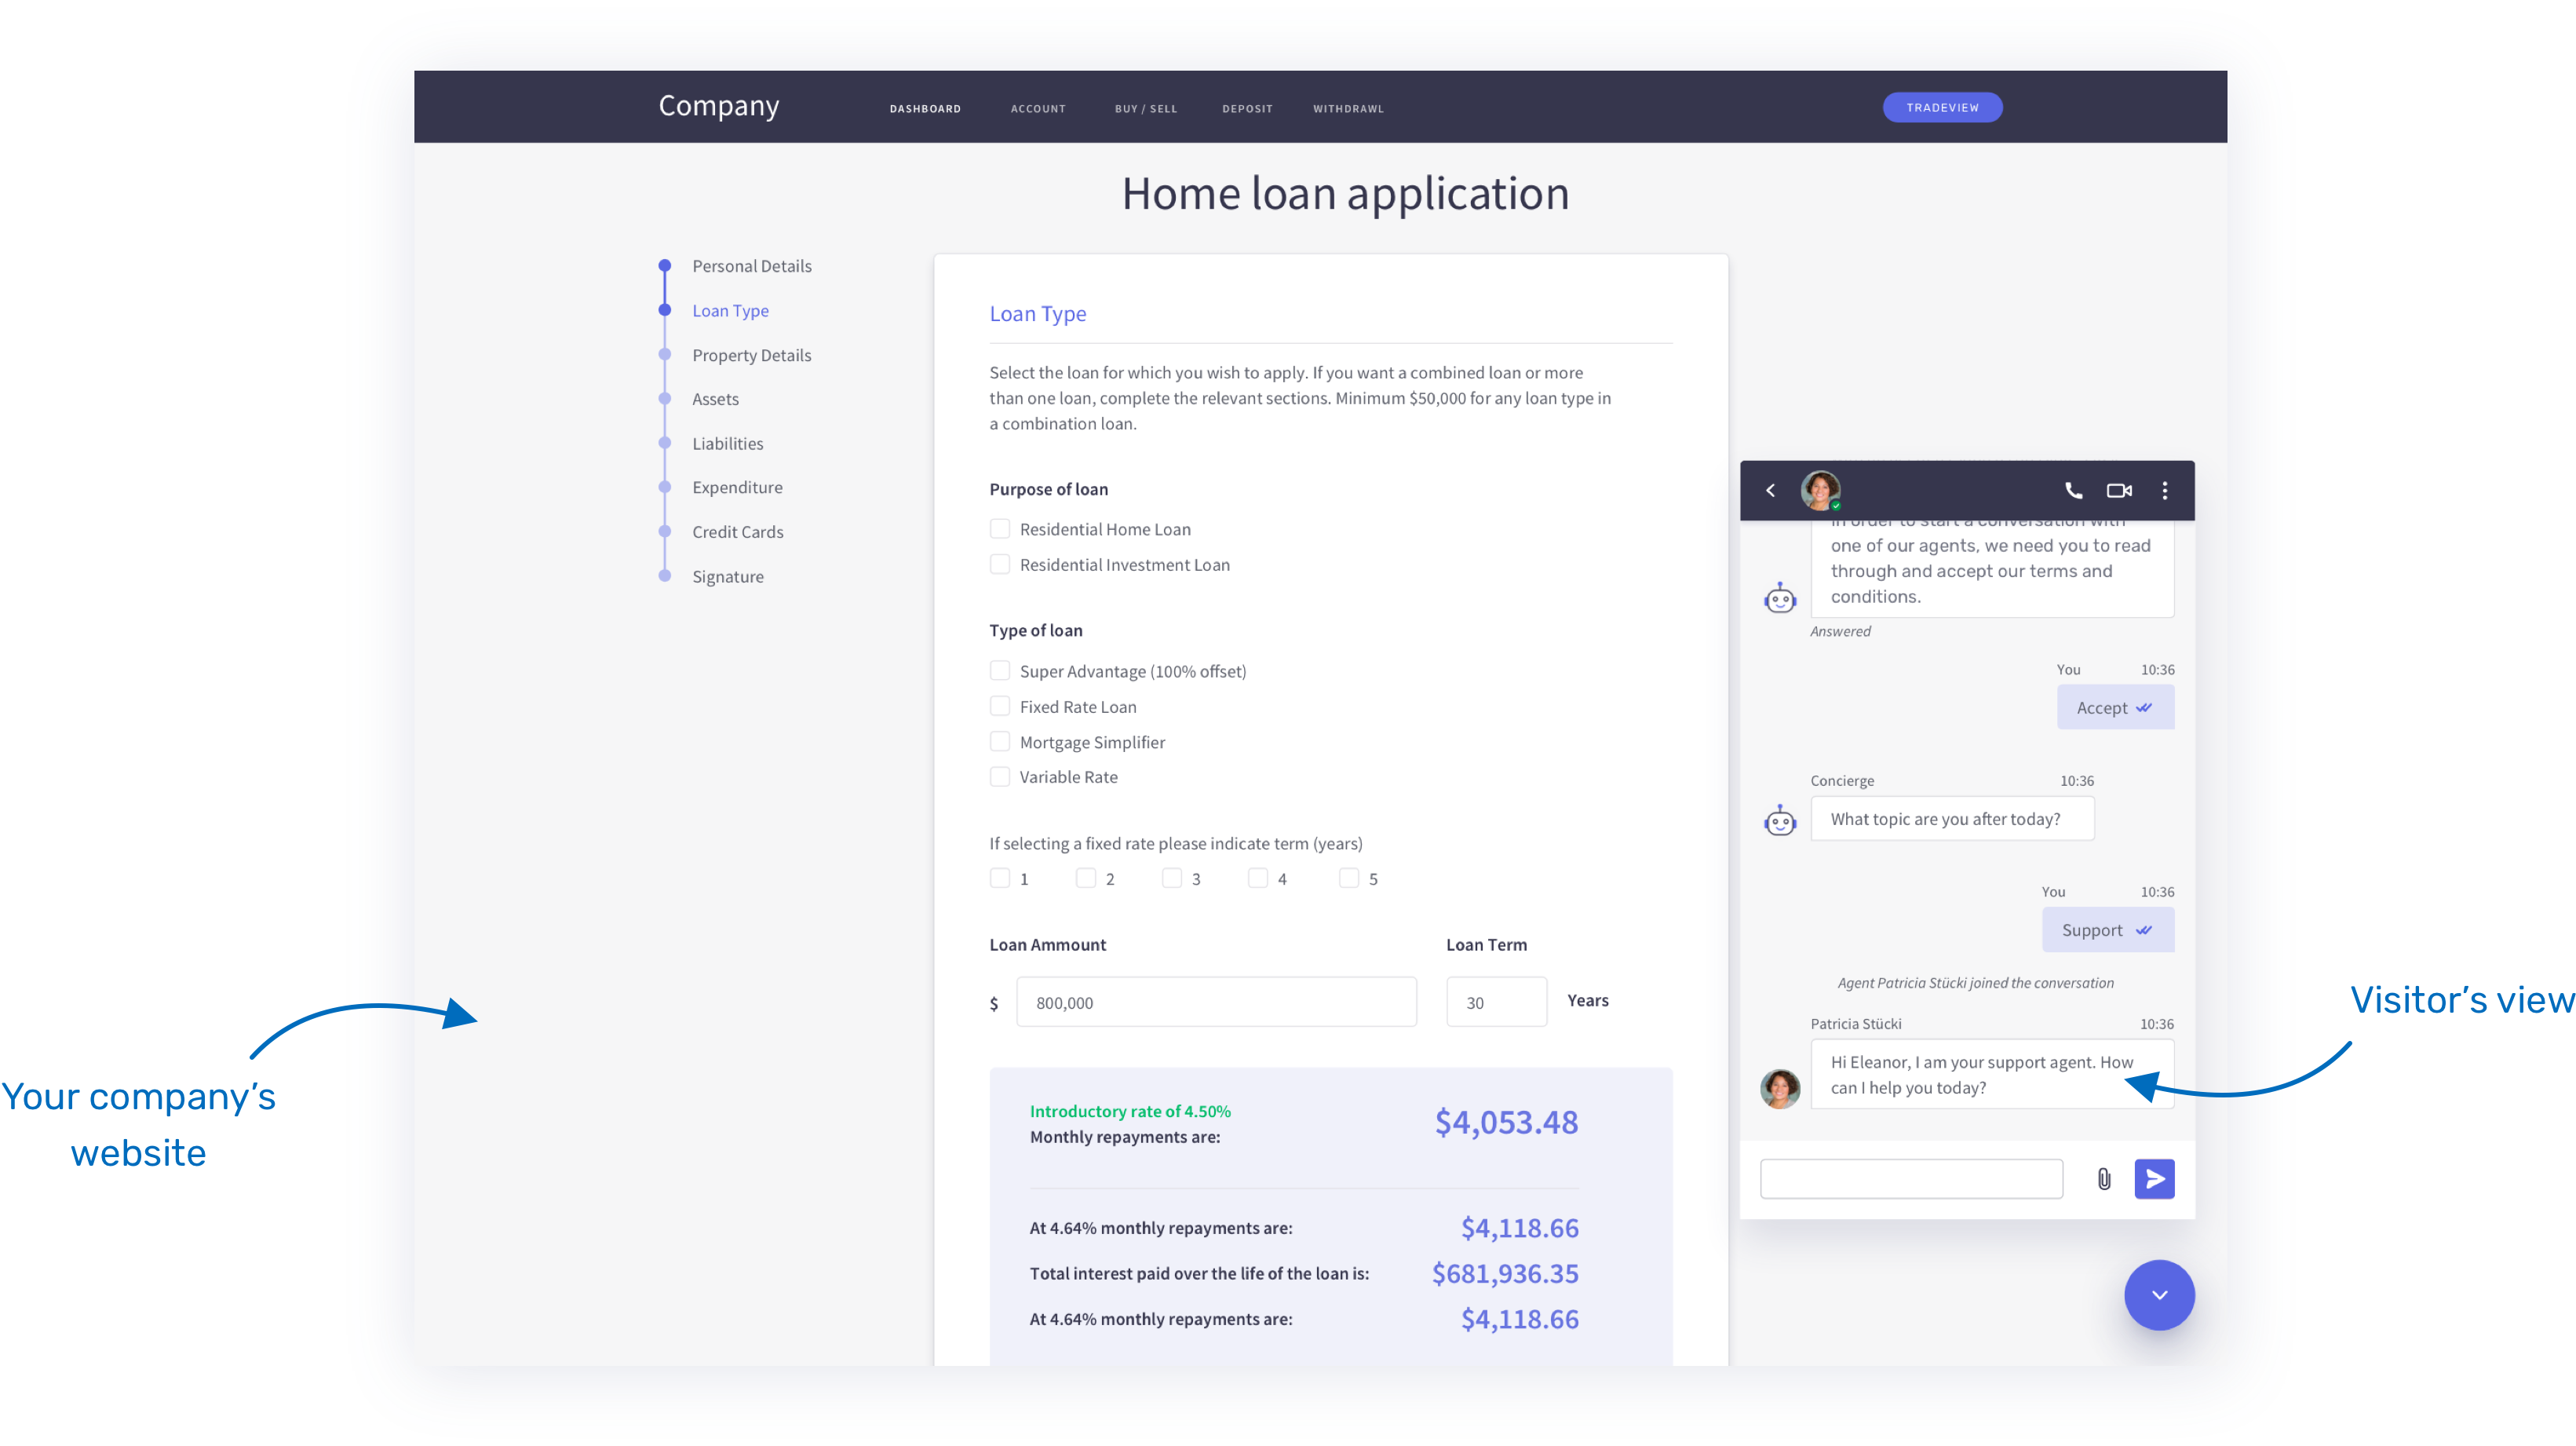 Company
DASHBOARD
ACCOUNT
BUY / SELL
DEPOSIT
WITHDRAWL
TRADEVIEW
Home loan application
Personal Details
Loan Type
Property Details
Assets
Liabilities
Expenditure
Credit Cards
Signature
Loan Type
Select the loan for which you wish to apply. If you want a combined loan or more
than one loan, complete the relevant sections. Minimum $50,000 for any loan type in
a combination loan.
Purpose of loan
Residential Home Loan
Residential Investment Loan
Type of loan
Super Advantage (100% offset)
Fixed Rate Loan
Mortgage Simplifier
Variable Rate
If selecting a fixed rate please indicate term (years)
1 2 3 4 5
Loan Ammount
Loan Term
$ 800,000
30 Years
Introductory rate of 4.50%
Monthly repayments are:
$4,053.48
At 4.64% monthly repayments are: $4,118.66
Total interest paid over the life of the loan is: $681,936.35
At 4.64% monthly repayments are: $4,118.66
In order to start a conversation with
one of our agents, we need you to read
through and accept our terms and
conditions.
Answered
You 10:36
Accept
Concierge 10:36
What topic are you after today?
You 10:36
Support
Agent Patricia Stücki joined the conversation
Patricia Stücki 10:36
Hi Eleanor, I am your support agent. How
can I help you today?
Your company's
website
Visitor's view